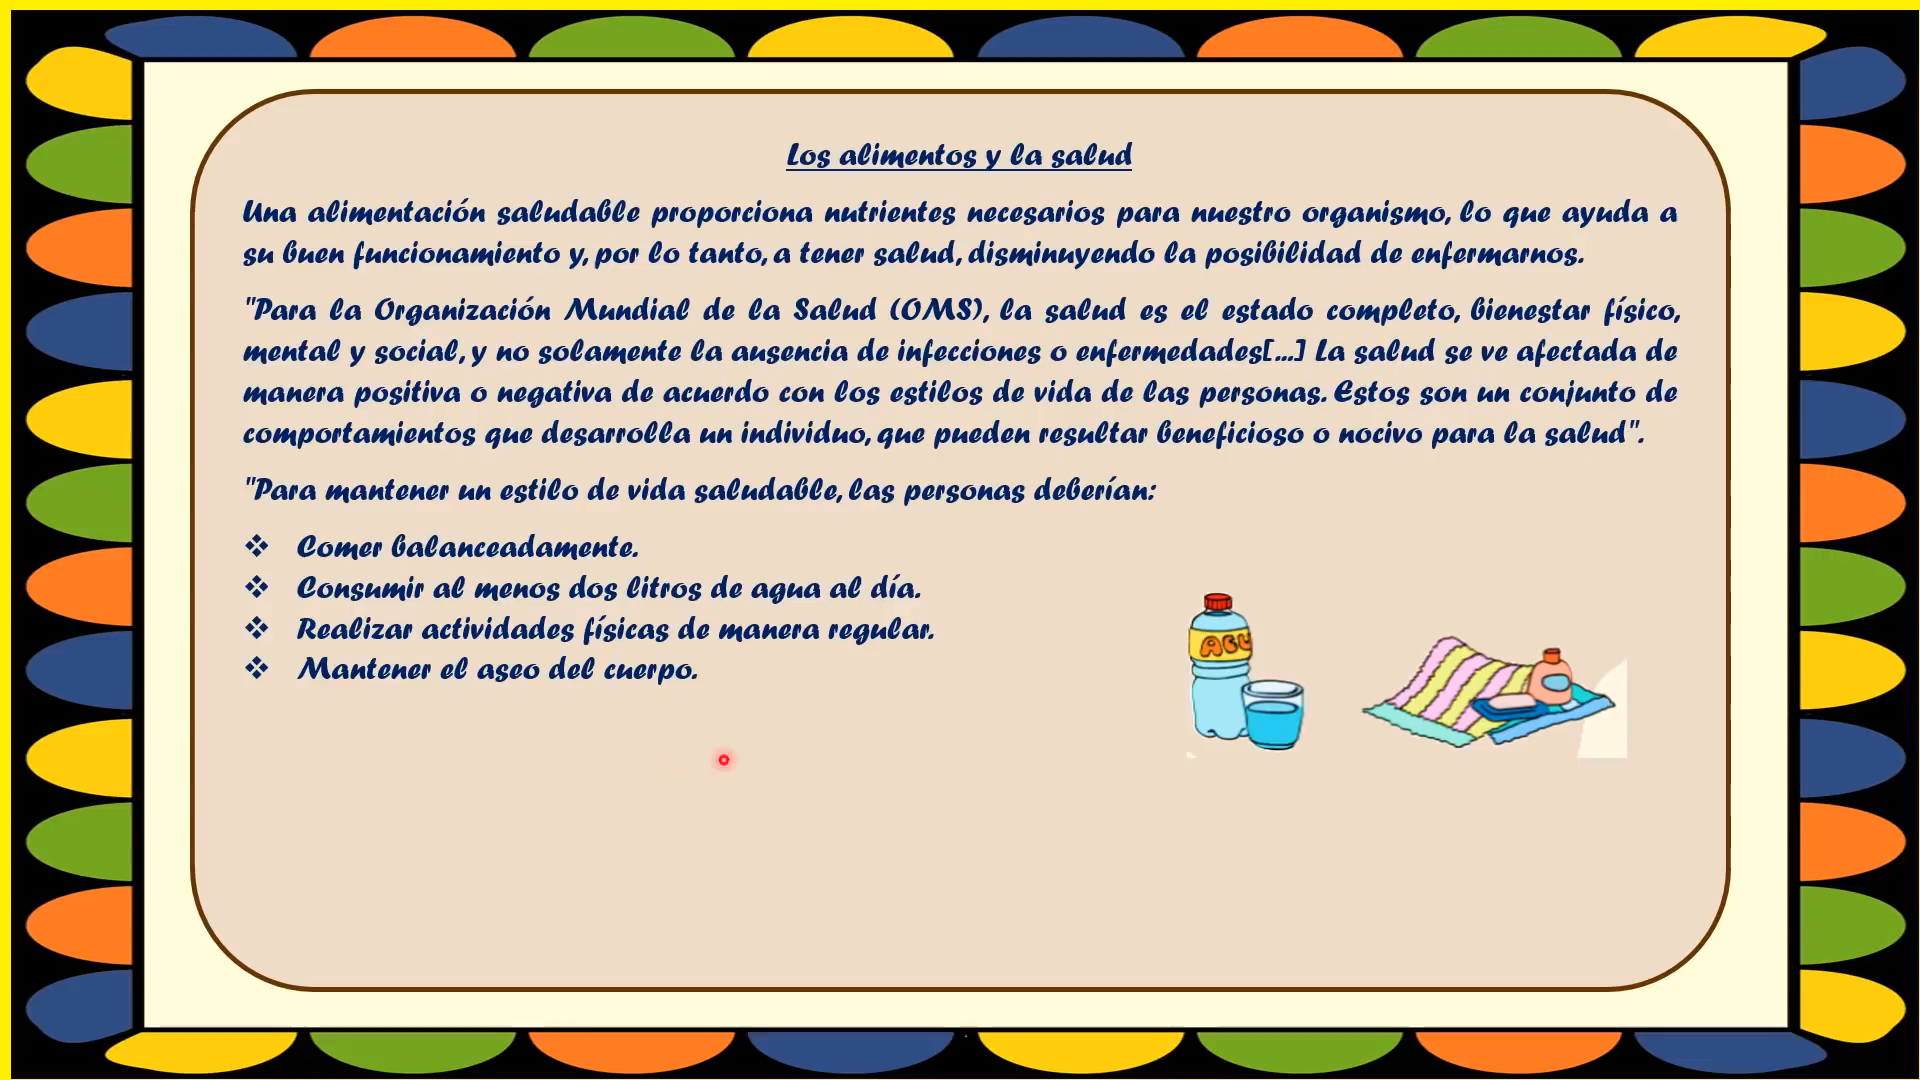 Los alimentos y la salud
Una alimentación saludable proporciona nutrientes necesarios para nuestro organismo, lo que ayuda a
su buen funcionamiento y, por lo tanto, a tener salud, disminuyendo la posibilidad de enfermarnos.
"Para la Organización Mundial de la Salud (OMS), la salud es el estado completo, bienestar físico,
mental y social, y no solamente la ausencia de infecciones o enfermedades[...] La salud se ve afectada de
manera positiva o negativa de acuerdo con los estilos de vida de las personas. Estos son un conjunto de
comportamientos que desarrolla un individuo, que pueden resultar beneficioso o nocivo para la salud".
"Para mantener un estilo de vida saludable, las personas deberían:
❖ Comer balanceadamente.
❖ Consumir al menos dos litros de agua al día.
❖ Realizar actividades físicas de manera regular.
❖ Mantener el aseo del cuerpo.
AGU